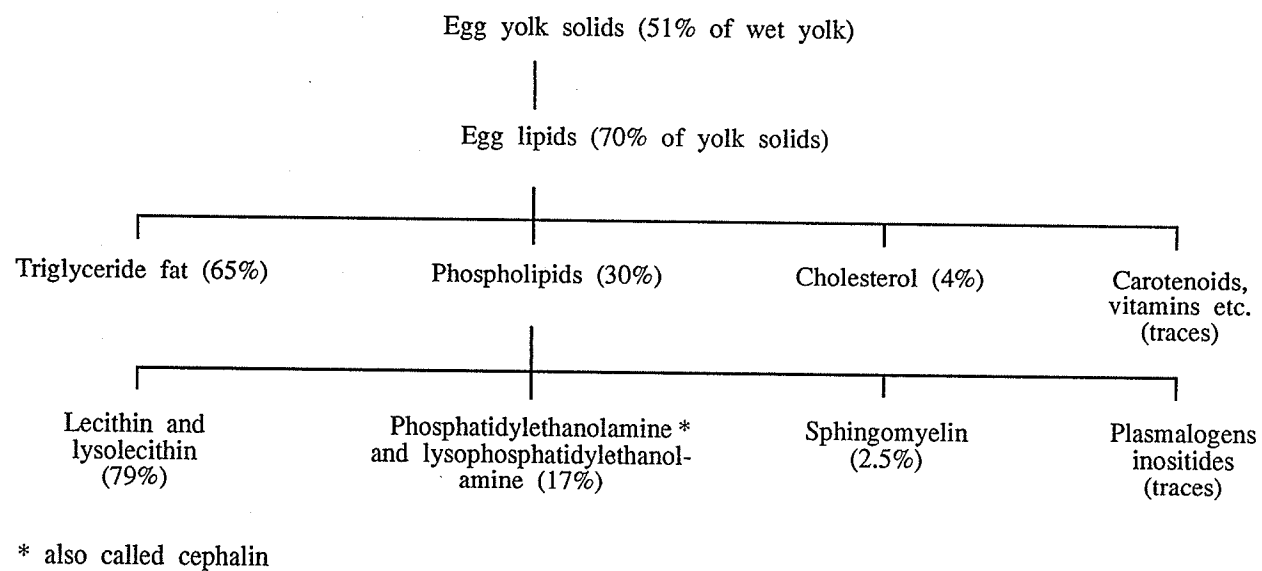 Egg yolk solids (51% of wet yolk)
Egg lipids (70% of yolk solids)
Triglyceride fat (65%)
Phospholipids (30%)
Cholesterol (4%)
Carotenoids,
vitamins etc.
(traces)
Lecithin and
lysolecithin
(79%)
Phosphatidylethanolamine *
and lysophosphatidylethanol-
amine (17%)
Sphingomyelin
(2.5%)
Plasmalogens
inositides
(traces)
* also called cephalin